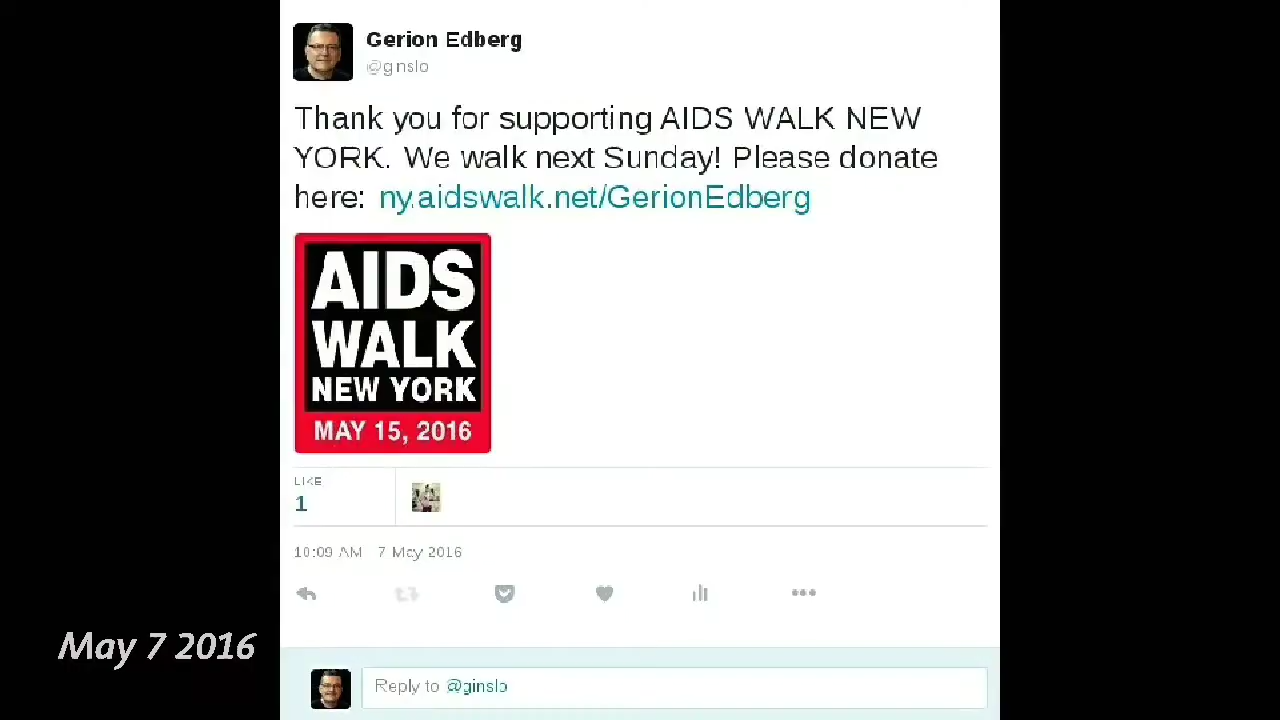 Gerion Edberg
@ginslo
Thank you for supporting AIDS WALK NEW
YORK. We walk next Sunday! Please donate
here: ny.aidswalk.net/GerionEdberg
AIDS
WALK
NEW YORK
MAY 15, 2016
LIKE
1
10:09 AM 7 May 2016
May 7 2016
Reply to @ginslo